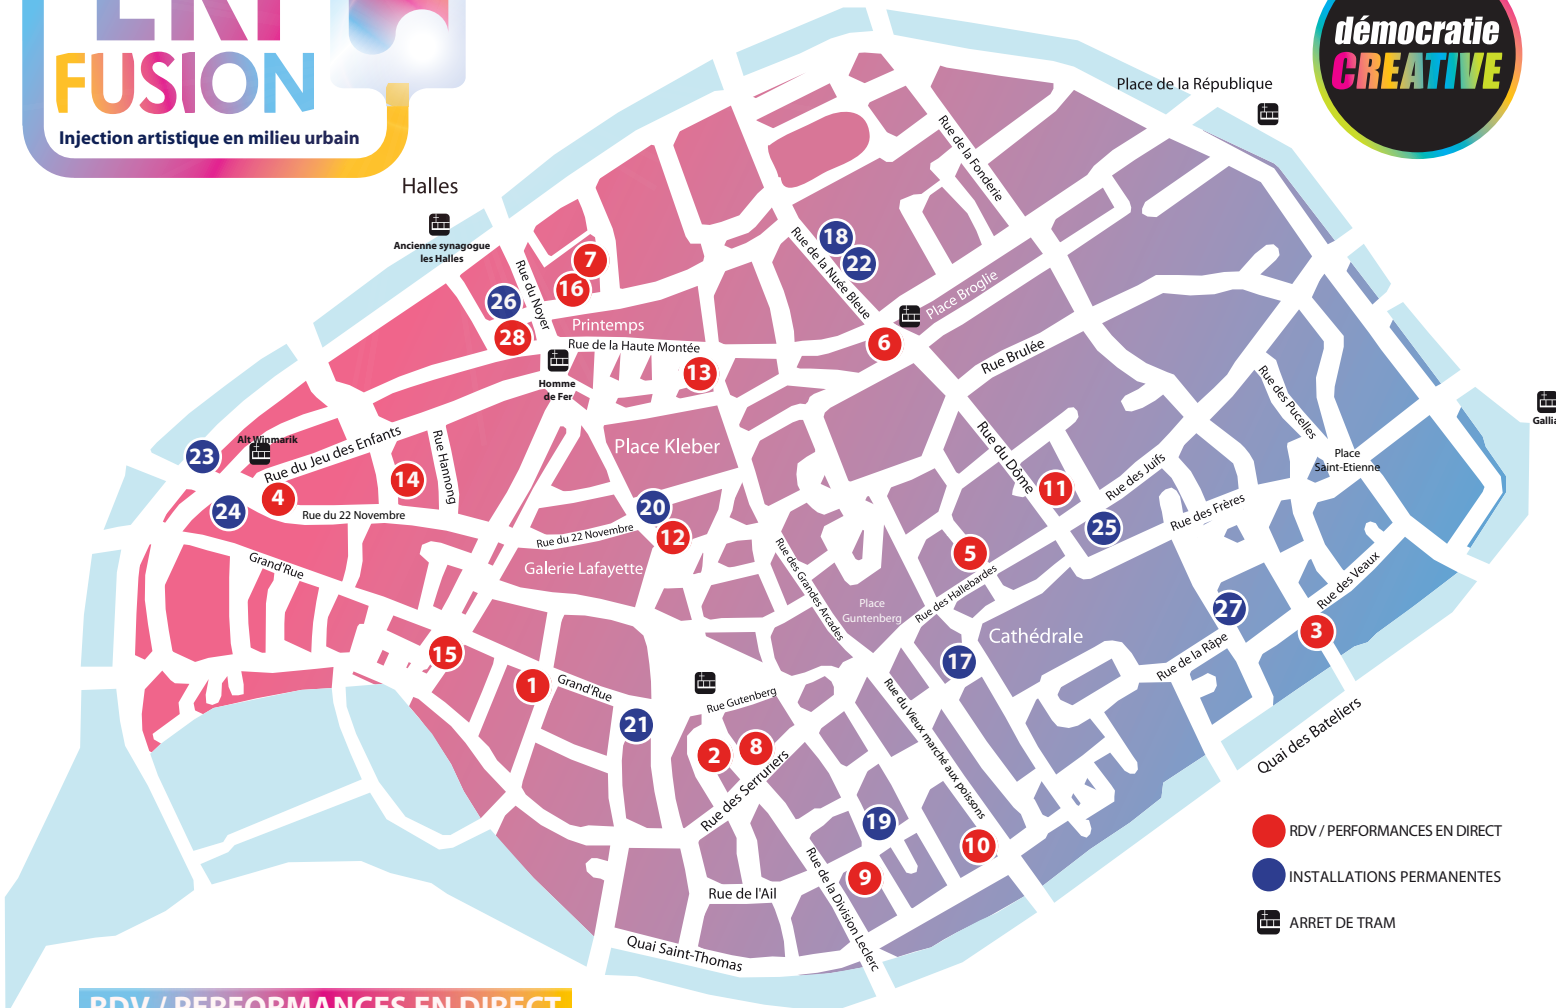 FUSION
Injection artistique en milieu urbain
démocratie
CREATIVE
Place de la République
Halles
Ancienne synagogue
les Halles
Rue de la Fonderie
7
16
26
28
Rue du Noyer
18
22
Rue de la Nuée Bleue
Place Broglie
6
Printemps
Rue de la Haute Montée
13
Homme
de Fer
Rue Brulée
Rue des Pucelles
Gallia
23
Alt Winmarik
Rue du Jeu des Enfants
Rue Hannong
14
4
24
Rue du 22 Novembre
Place Kleber
20
12
Rue du 22 Novembre
Galerie Lafayette
Rue du Dôme
11
Rue des Juifs
25
Rue des Frères
Place
Saint-Etienne
Grand'Rue
Rue des Grandes Arcades
5
Rue des Hallebardes
Place
Guntenberg
Cathédrale
17
27
Rue de la Râpe
3
Rue des Veaux
15
1
Grand'Rue
21
Rue Gutenberg
2
8
Rue des Serruriers
Rue du Vieux marché aux poissons
Quai des Bateliers
19
10
9
Rue de l'Ail
Rue de la Division Leclerc
Quai Saint-Thomas
RDV / PERFORMANCES EN DIRECT
INSTALLATIONS PERMANENTES
ARRET DE TRAM
RDV / PERFORMANCES EN DIRECT